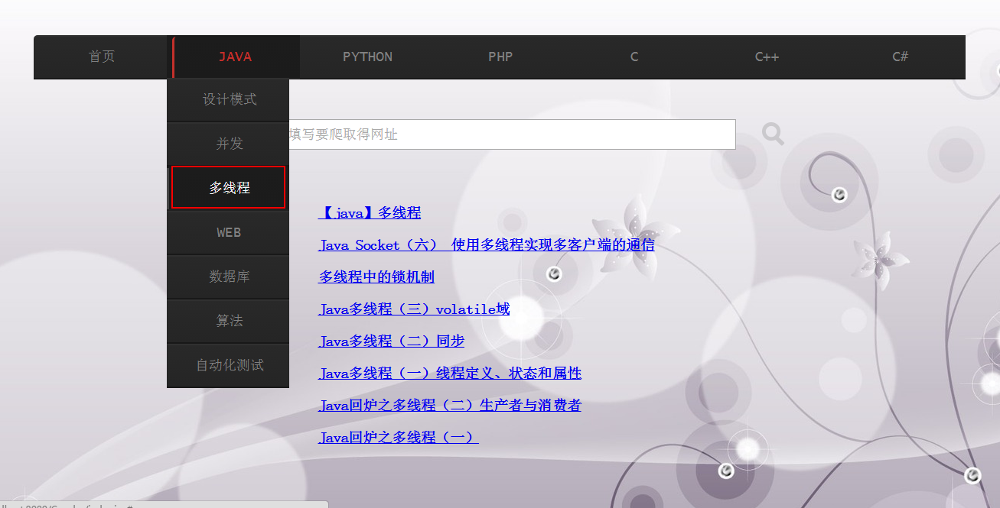 首页 JAVA PYTHON PHP C C++ C#
设计模式
并发
多线程
WEB
数据库
算法
自动化测试
填写要爬取得网址
【java】多线程
Java Socket（六） 使用多线程实现多客户端的通信
多线程中的锁机制
Java多线程（三）volatile域
Java多线程（二）同步
Java多线程（一）线程定义、状态和属性
Java回炉之多线程（二）生产者与消费者
Java回炉之多线程（一）